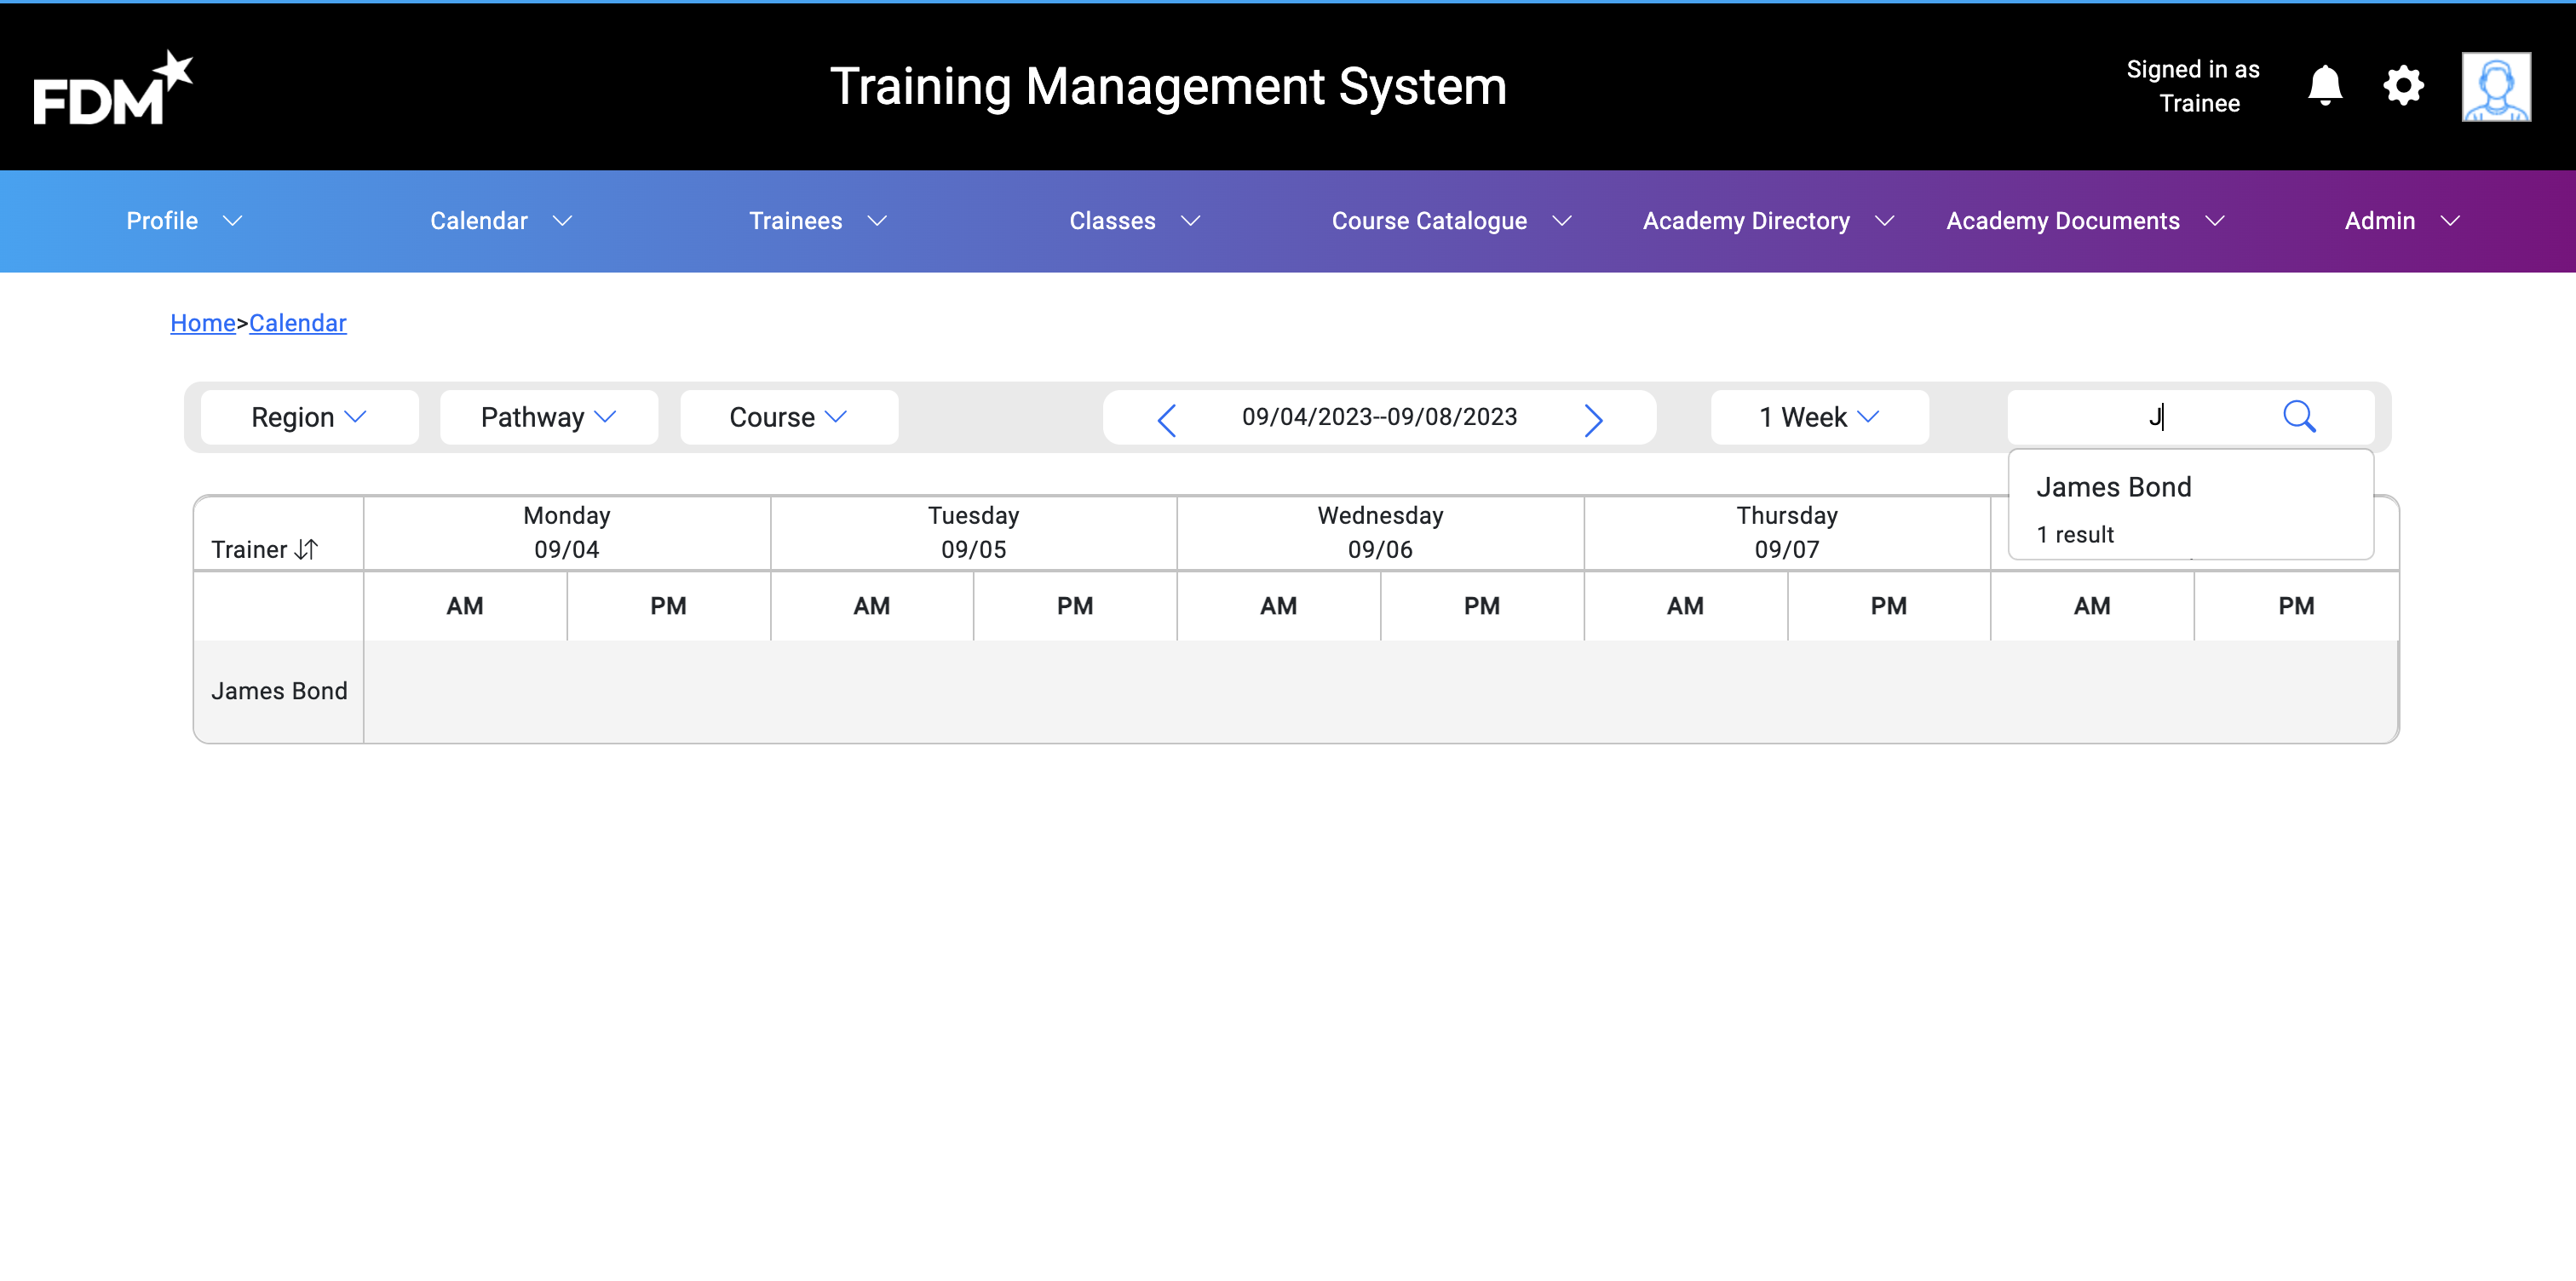 FDM
Training Management System
Signed in as
Trainee
Profile
Calendar
Trainees
Classes
Course Catalogue
Academy Directory
Academy Documents
Admin
Home>Calendar
Region
Pathway
Course
09/04/2023--09/08/2023
1 Week
J
James Bond
1 result
Trainer
Monday
09/04
Tuesday
09/05
Wednesday
09/06
Thursday
09/07
AM PM AM PM AM PM AM PM AM PM
James Bond